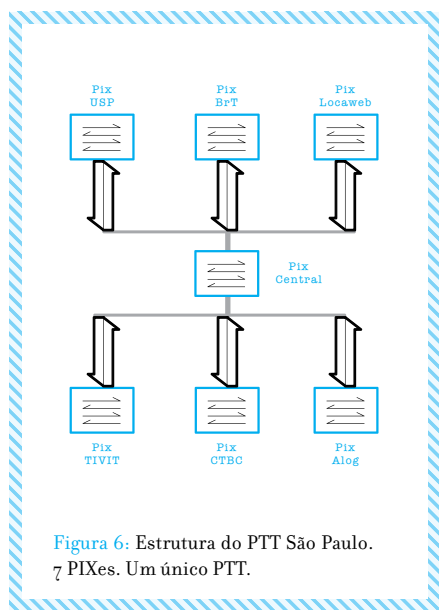 Pix
USP
Pix
BrT
Pix
Locaweb
Pix
Central
Pix
TIVIT
Pix
CTBC
Pix
Alog
Figura 6: Estrutura do PTT São Paulo.
7 PIXes. Um único PTT.